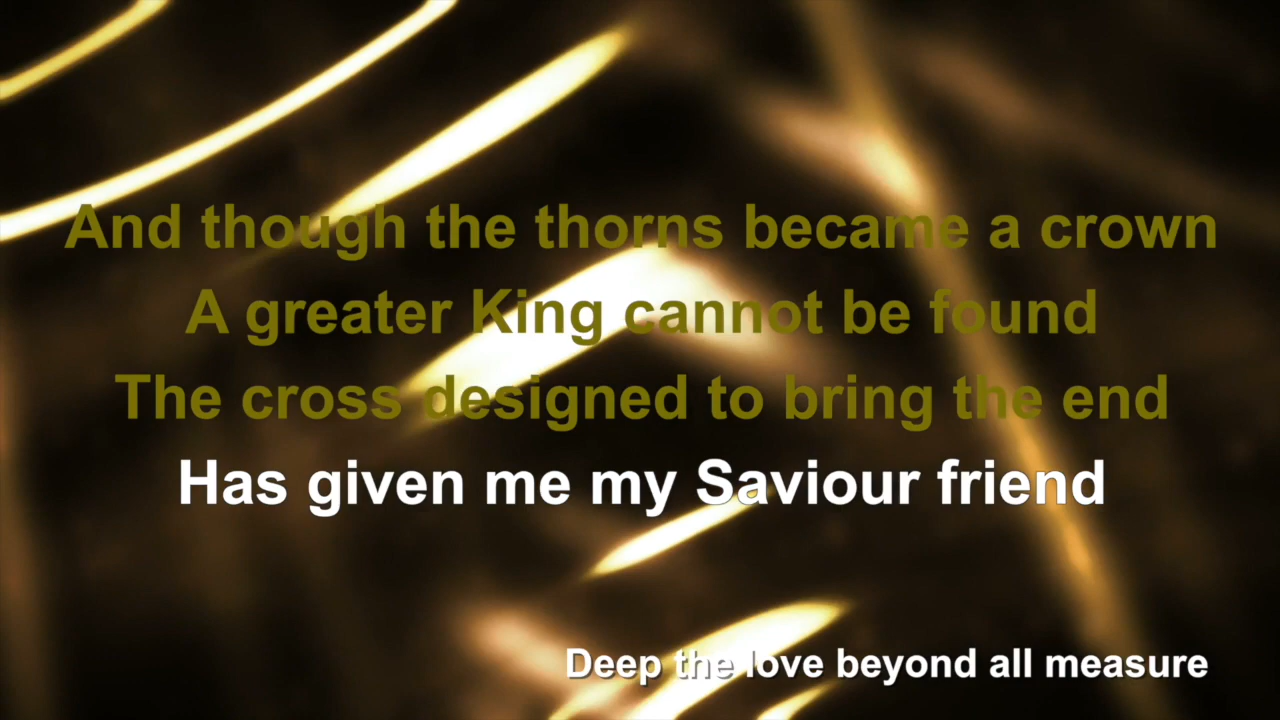 And though the thorns became a crown
A greater King cannot be found
The cross designed to bring the end
Has given me my Saviour friend
Deep the love beyond all measure